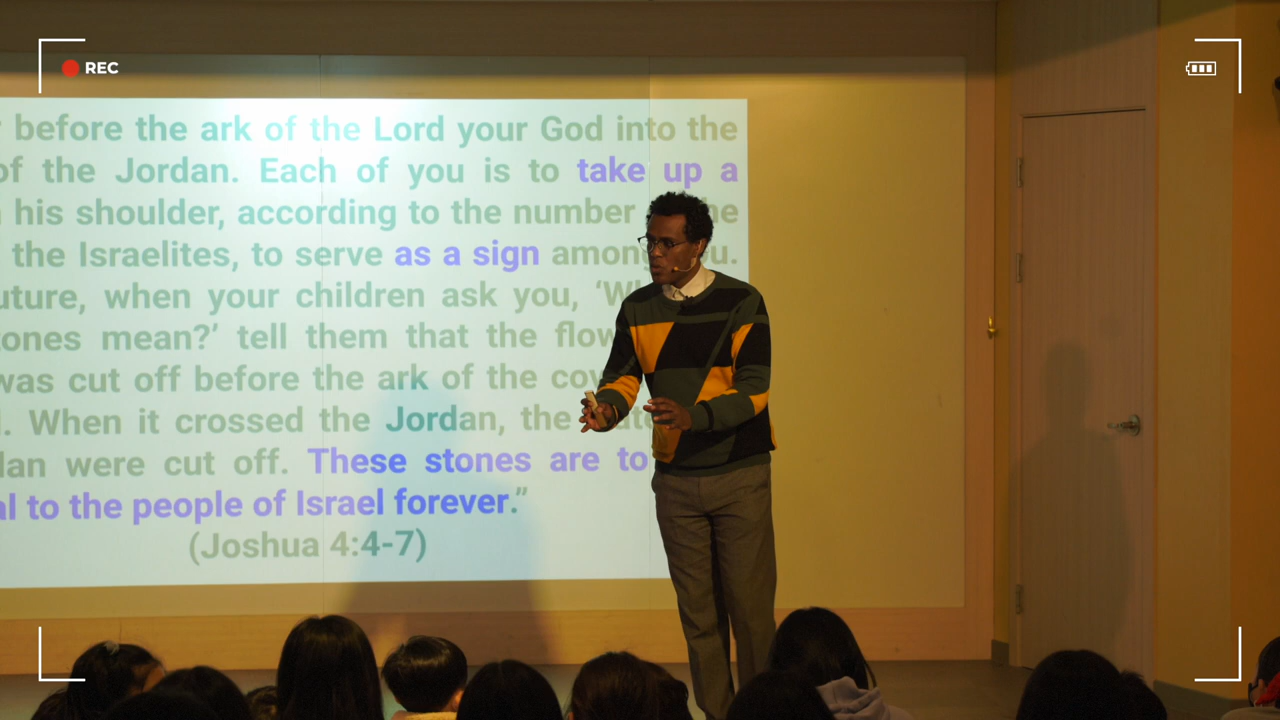 REC
before the ark of the Lord your God into the
of the Jordan. Each of you is to take up a
his shoulder, according to the number
the Israelites, to serve as a sign among
when your children ask you,
mean?’ tell them that the
was cut off before the ark of the
When it crossed the Jordan, the
were cut off. These stones are to
to the people of Israel forever.”
(Joshua 4:4-7)